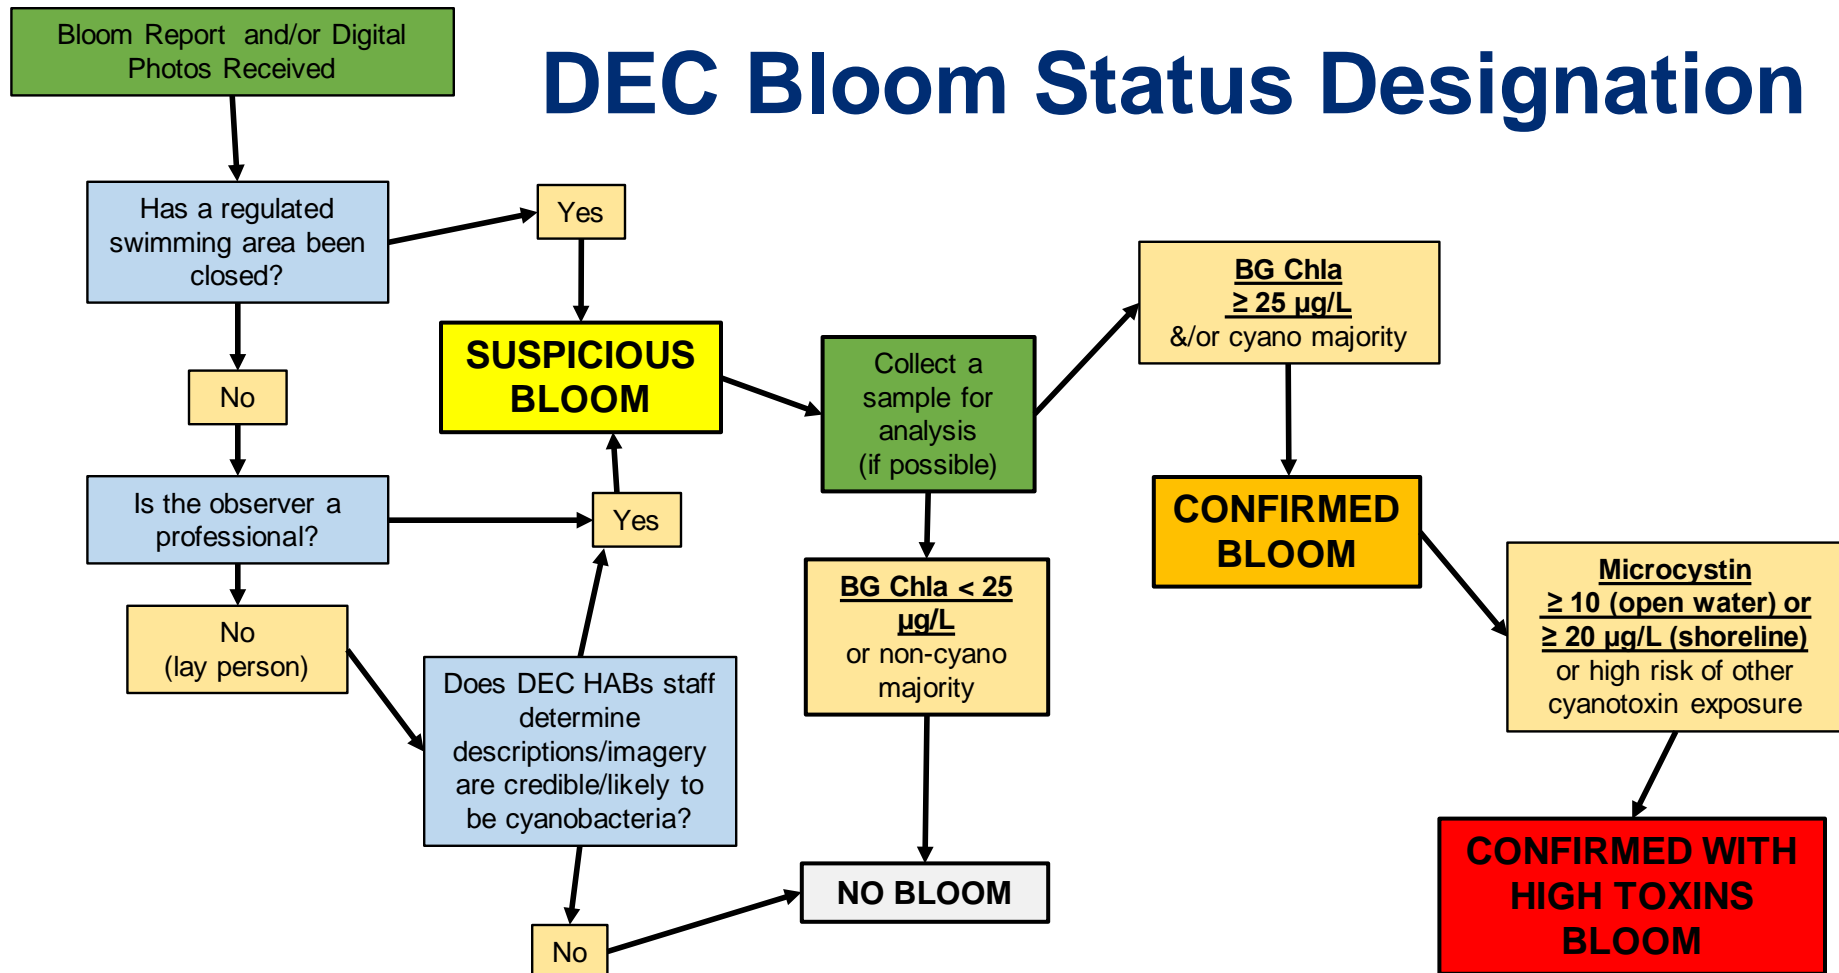 Bloom Report and/or Digital
Photos Received
DEC Bloom Status Designation
Has a regulated
swimming area been
closed?
Yes
No
SUSPICIOUS
BLOOM
Is the observer a
professional?
Yes
No
(lay person)
Does DEC HABs staff
determine
descriptions/imagery
are credible/likely to
be cyanobacteria?
No
Collect a
sample for
analysis
(if possible)
BG Chla < 25
µg/L
or non-cyano
majority
NO BLOOM
BG Chla
≥ 25 µg/L
&/or cyano majority
CONFIRMED
BLOOM
Microcystin
≥ 10 (open water) or
≥ 20 µg/L (shoreline)
or high risk of other
cyanotoxin exposure
CONFIRMED WITH
HIGH TOXINS
BLOOM